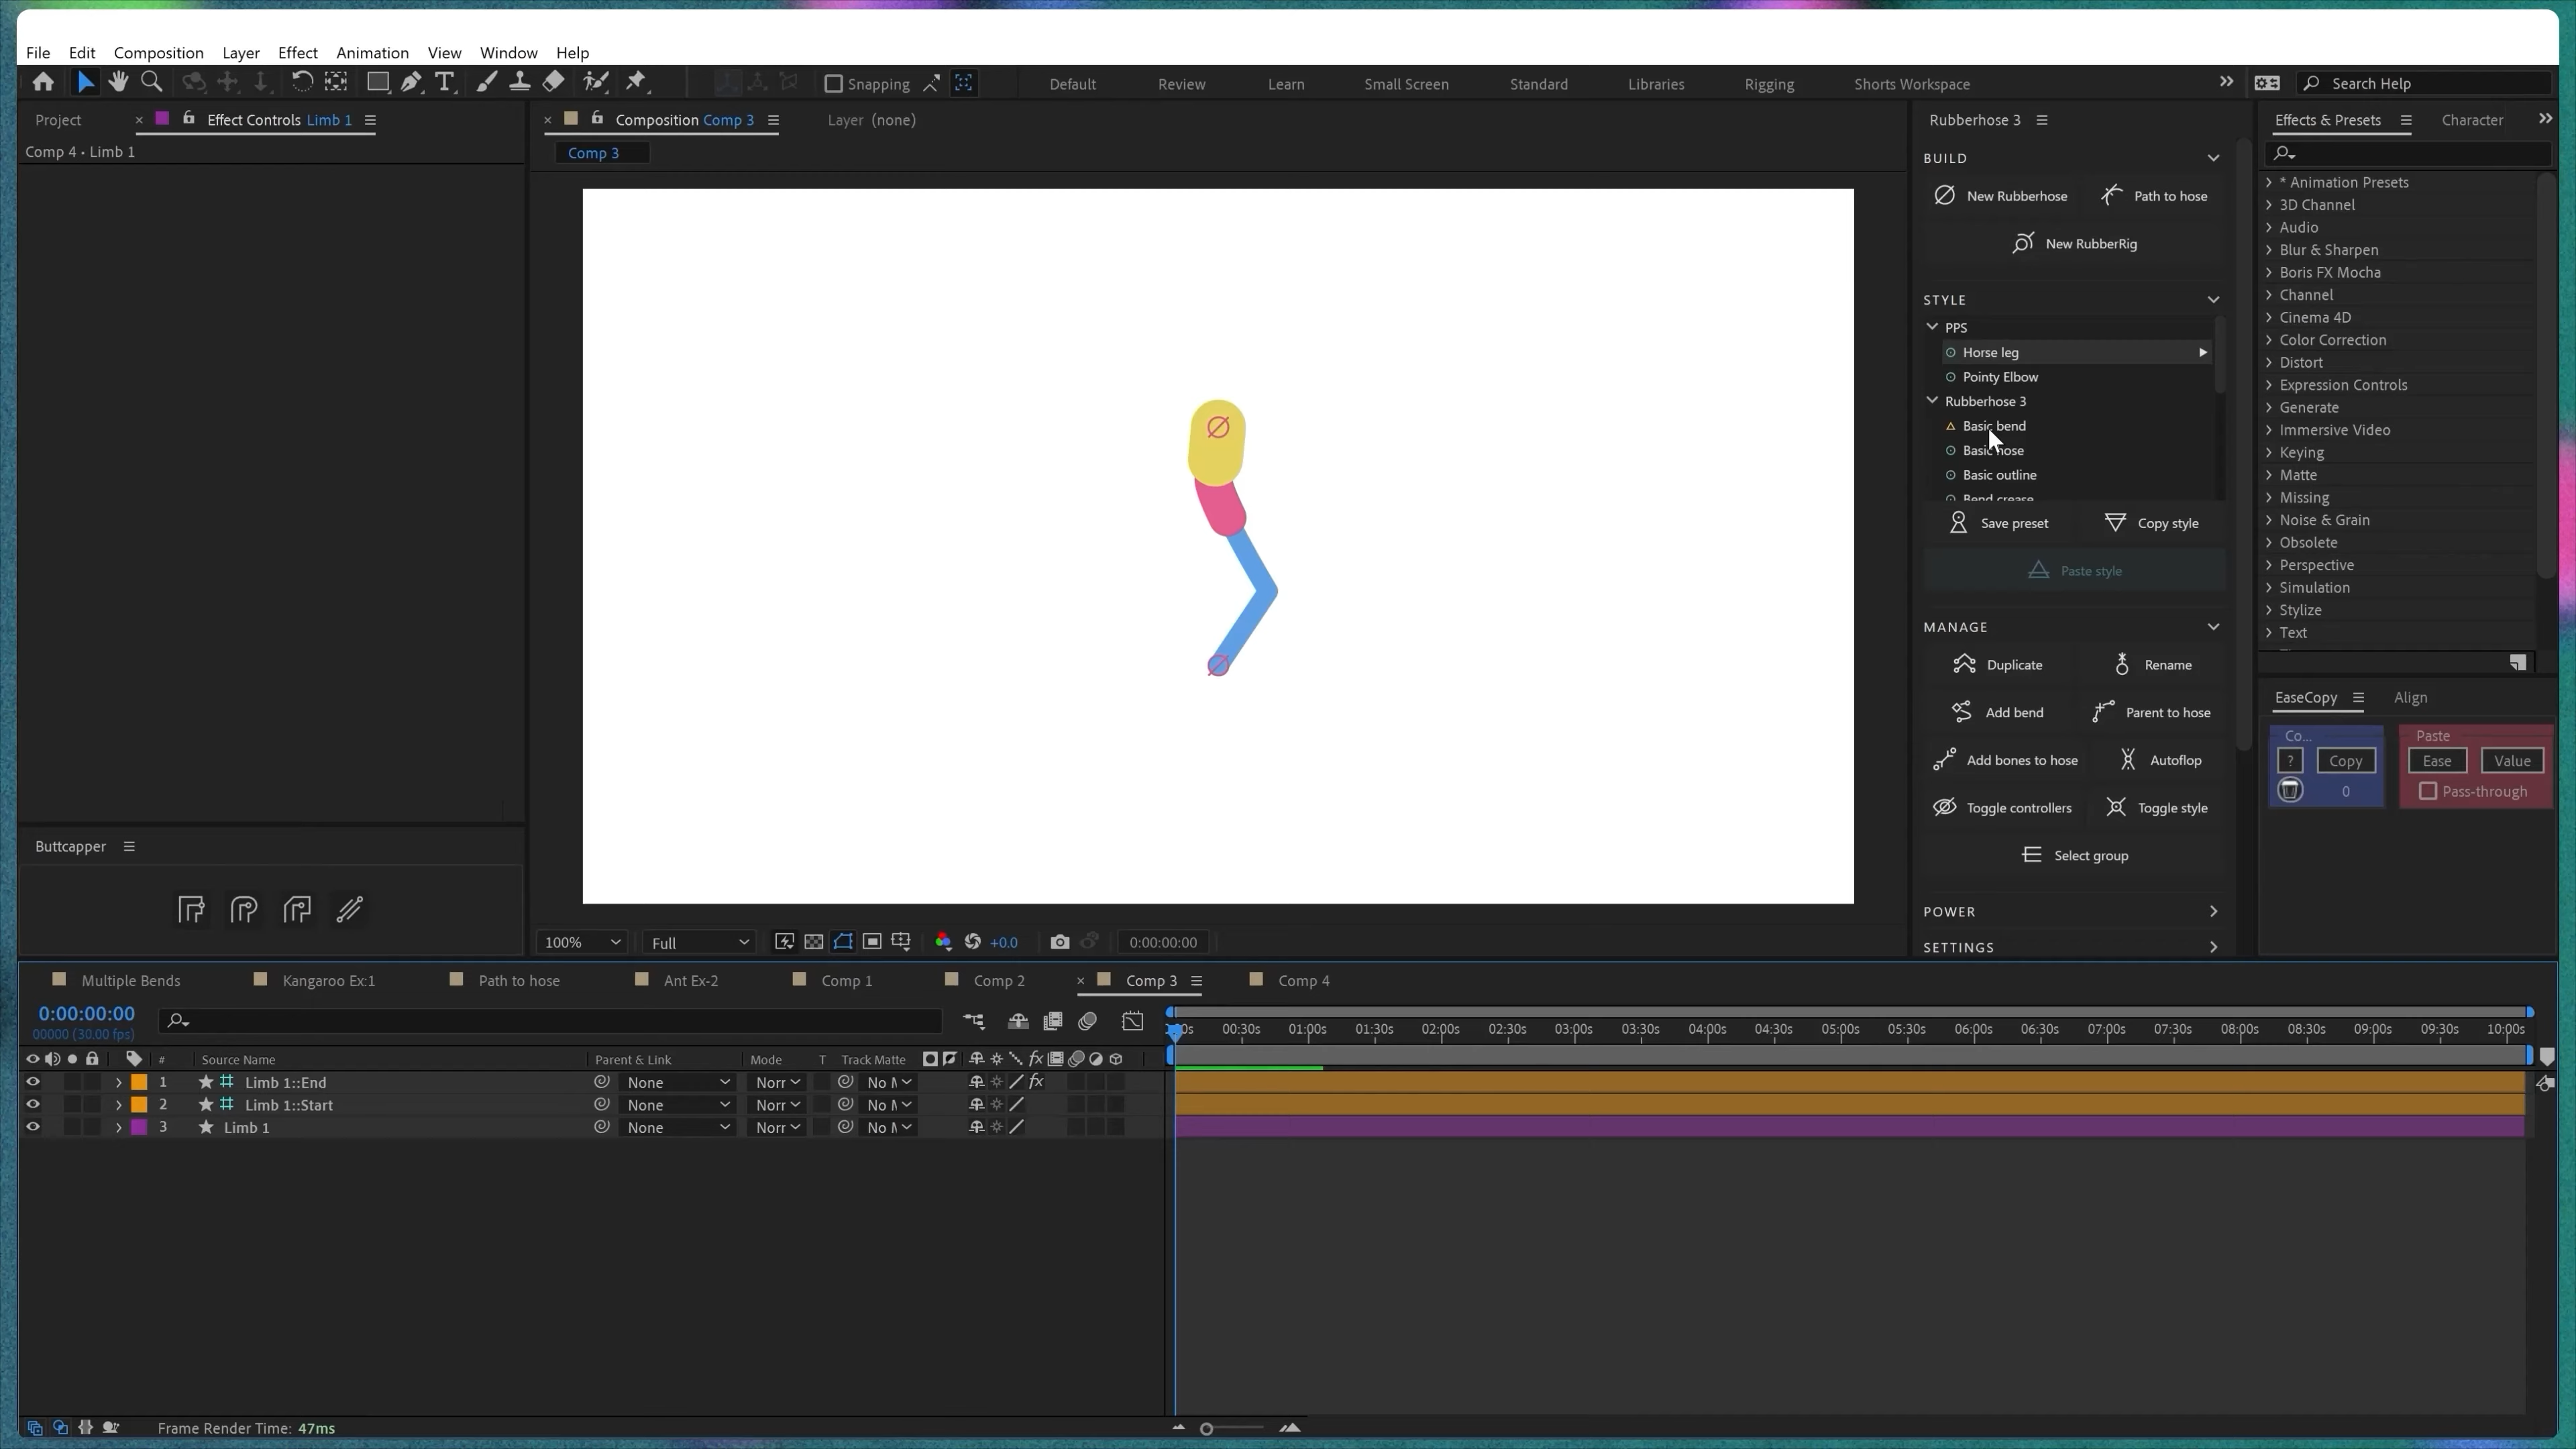 File Edit Composition Layer Effect Animation View Window Help
Snapping Default Review Learn Small Screen Standard Libraries Rigging Shorts Workspace Search Help
Project Effect Controls Limb 1 Composition Comp 3 Layer (none) Rubberhose 3 Effects & Presets Character
Comp 4 • Limb 1
Comp 3
BUILD
New Rubberhose Path to hose
New RubberRig
STYLE
PPS
Horse leg
Pointy Elbow
Rubberhose 3
Basic bend
Basic hose
Basic outline
Bend crease
Save preset Copy style
Paste style
MANAGE
Duplicate Rename
Add bend Parent to hose
Add bones to hose Autoflop
Toggle controllers Toggle style
Select group
POWER
SETTINGS
* Animation Presets
3D Channel
Audio
Blur & Sharpen
Boris FX Mocha
Channel
Cinema 4D
Color Correction
Distort
Expression Controls
Generate
Immersive Video
Keying
Matte
Missing
Noise & Grain
Obsolete
Perspective
Simulation
Stylize
Text
EaseCopy Align
Co... Paste
? Copy Ease Value
0 Pass-through
Buttcapper
100% Full +0.0 0:00:00:00
Multiple Bends Kangaroo Ex:1 Path to hose Ant Ex-2 Comp 1 Comp 2 Comp 3 Comp 4
0:00:00:00
00000 (30.00 fps)
00:30s 01:00s 01:30s 02:00s 02:30s 03:00s 03:30s 04:00s 04:30s 05:00s 05:30s 06:00s 06:30s 07:00s 07:30s 08:00s 08:30s 09:00s 09:30s 10:00s
# Source Name Parent & Link Mode T Track Matte fx
1 Limb 1::End None Norr No fx
2 Limb 1::Start None Norr No
3 Limb 1 None Norr No
Frame Render Time: 47ms